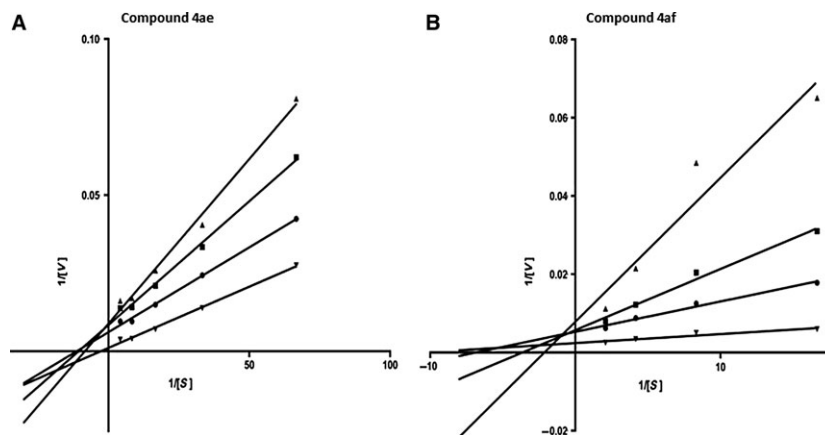 A
Compound 4ae
0.10
0.05
1/[V]
50
100
1/[S]
B
Compound 4af
0.08
0.06
0.04
0.02
−0.02
1/[V]
−10
10
1/[S]